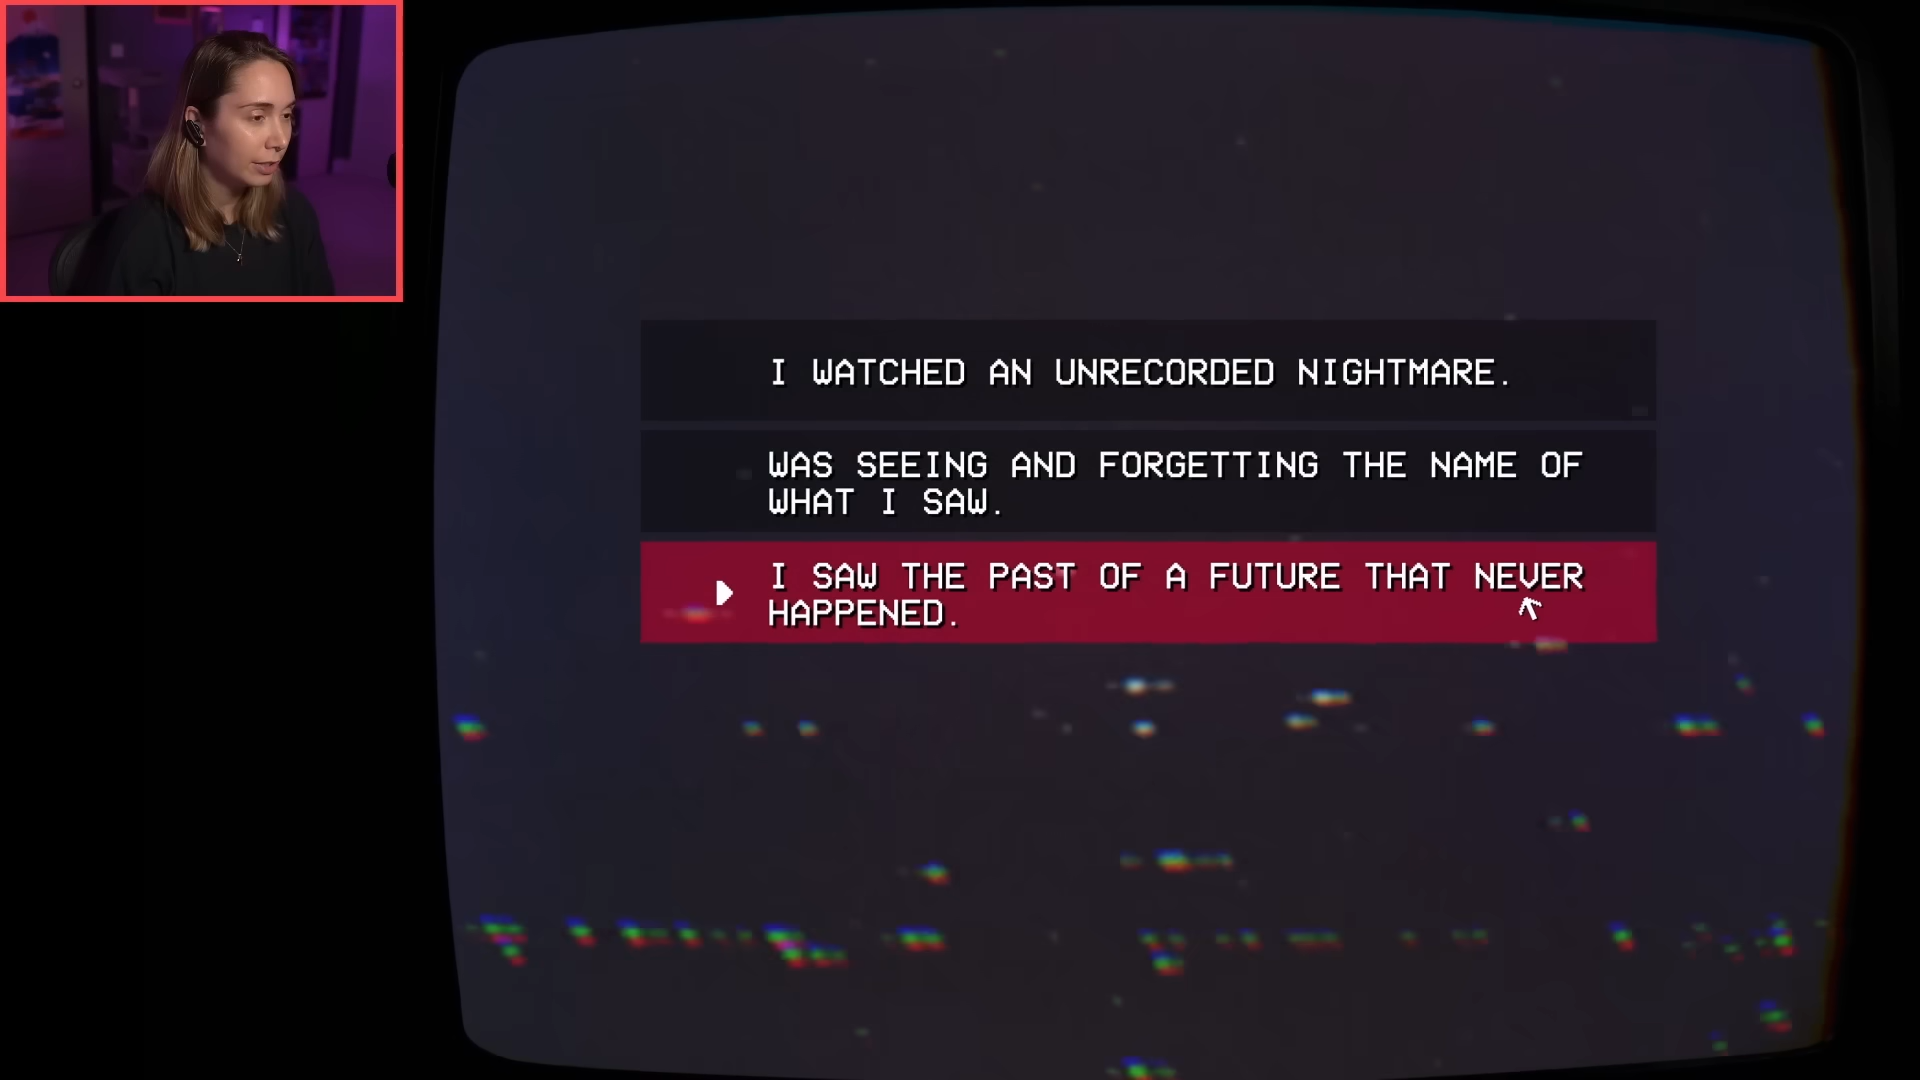 I WATCHED AN UNRECORDED NIGHTMARE.
WAS SEEING AND FORGETTING THE NAME OF
WHAT I SAW.
I SAW THE PAST OF A FUTURE THAT NEVER
HAPPENED.